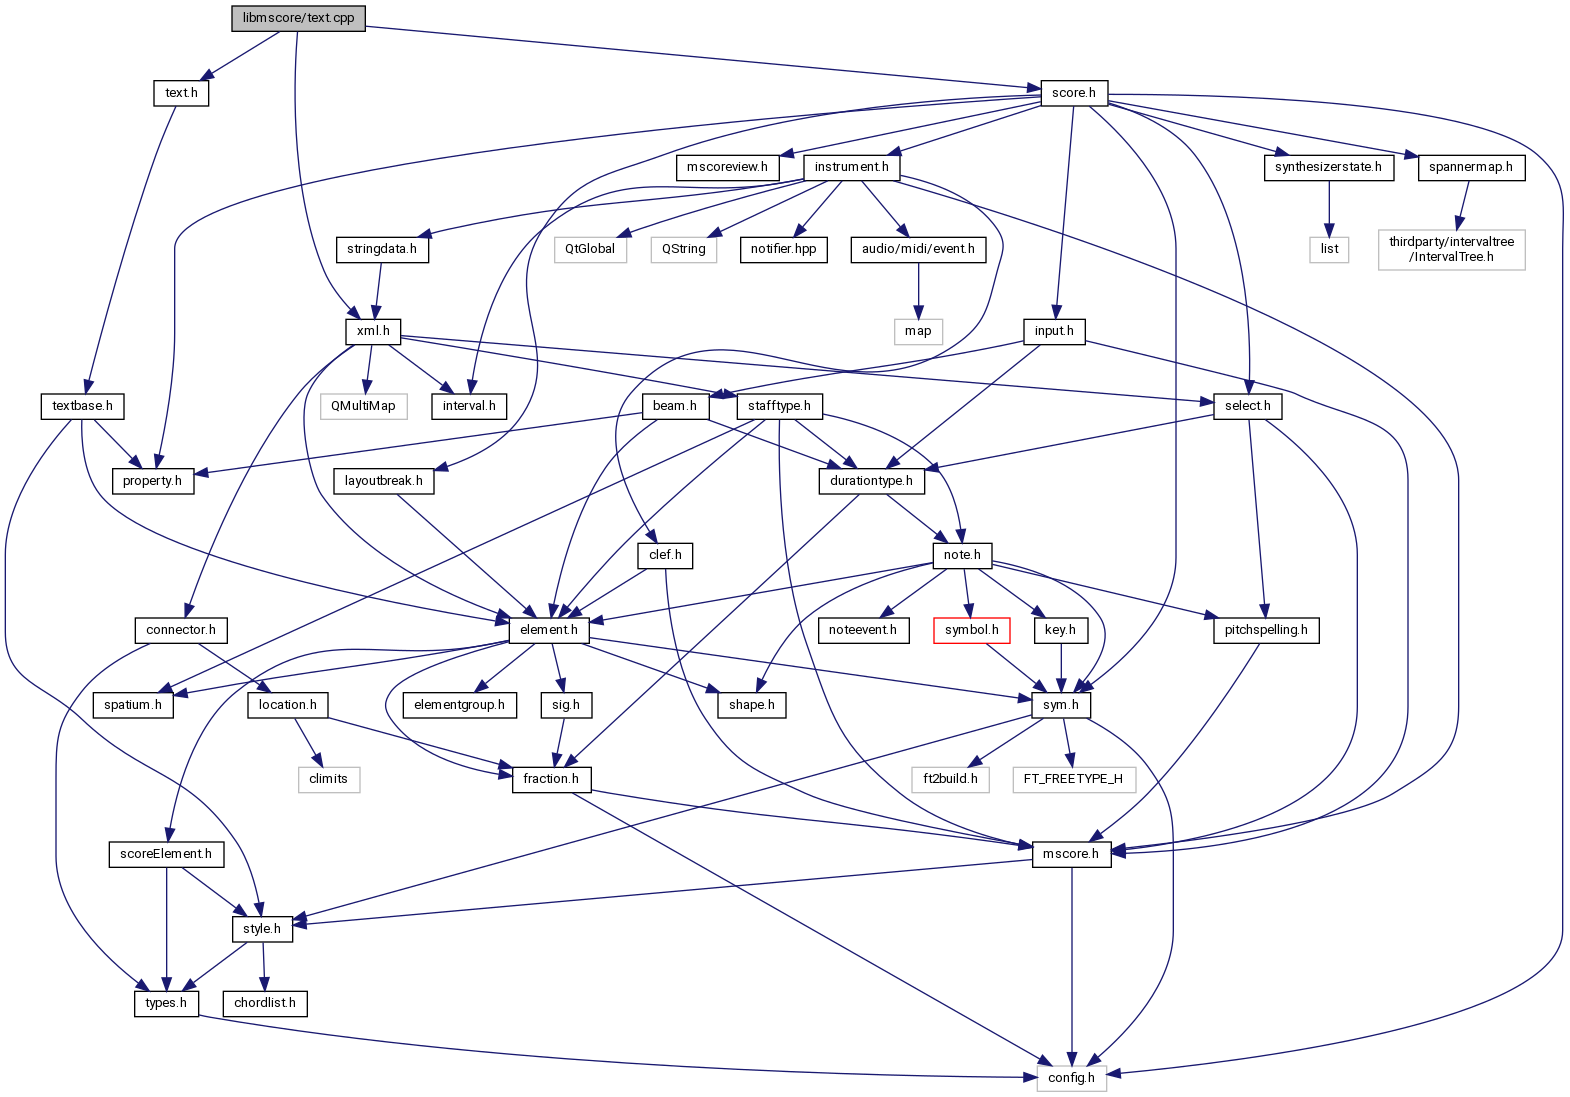 libmscore/text.cpp
text.h
score.h
mscoreview.h
instrument.h
synthesizerstate.h
spannermap.h
stringdata.h
QtGlobal
QString
notifier.hpp
audio/midi/event.h
list
thirdparty/intervaltree
/IntervalTree.h
xml.h
map
input.h
textbase.h
QMultiMap
interval.h
beam.h
stafftype.h
select.h
property.h
layoutbreak.h
durationtype.h
clef.h
note.h
connector.h
element.h
noteevent.h
symbol.h
key.h
pitchspelling.h
spatium.h
location.h
elementgroup.h
sig.h
shape.h
sym.h
climits
fraction.h
ft2build.h
FT_FREETYPE_H
scoreElement.h
mscore.h
style.h
types.h
chordlist.h
config.h